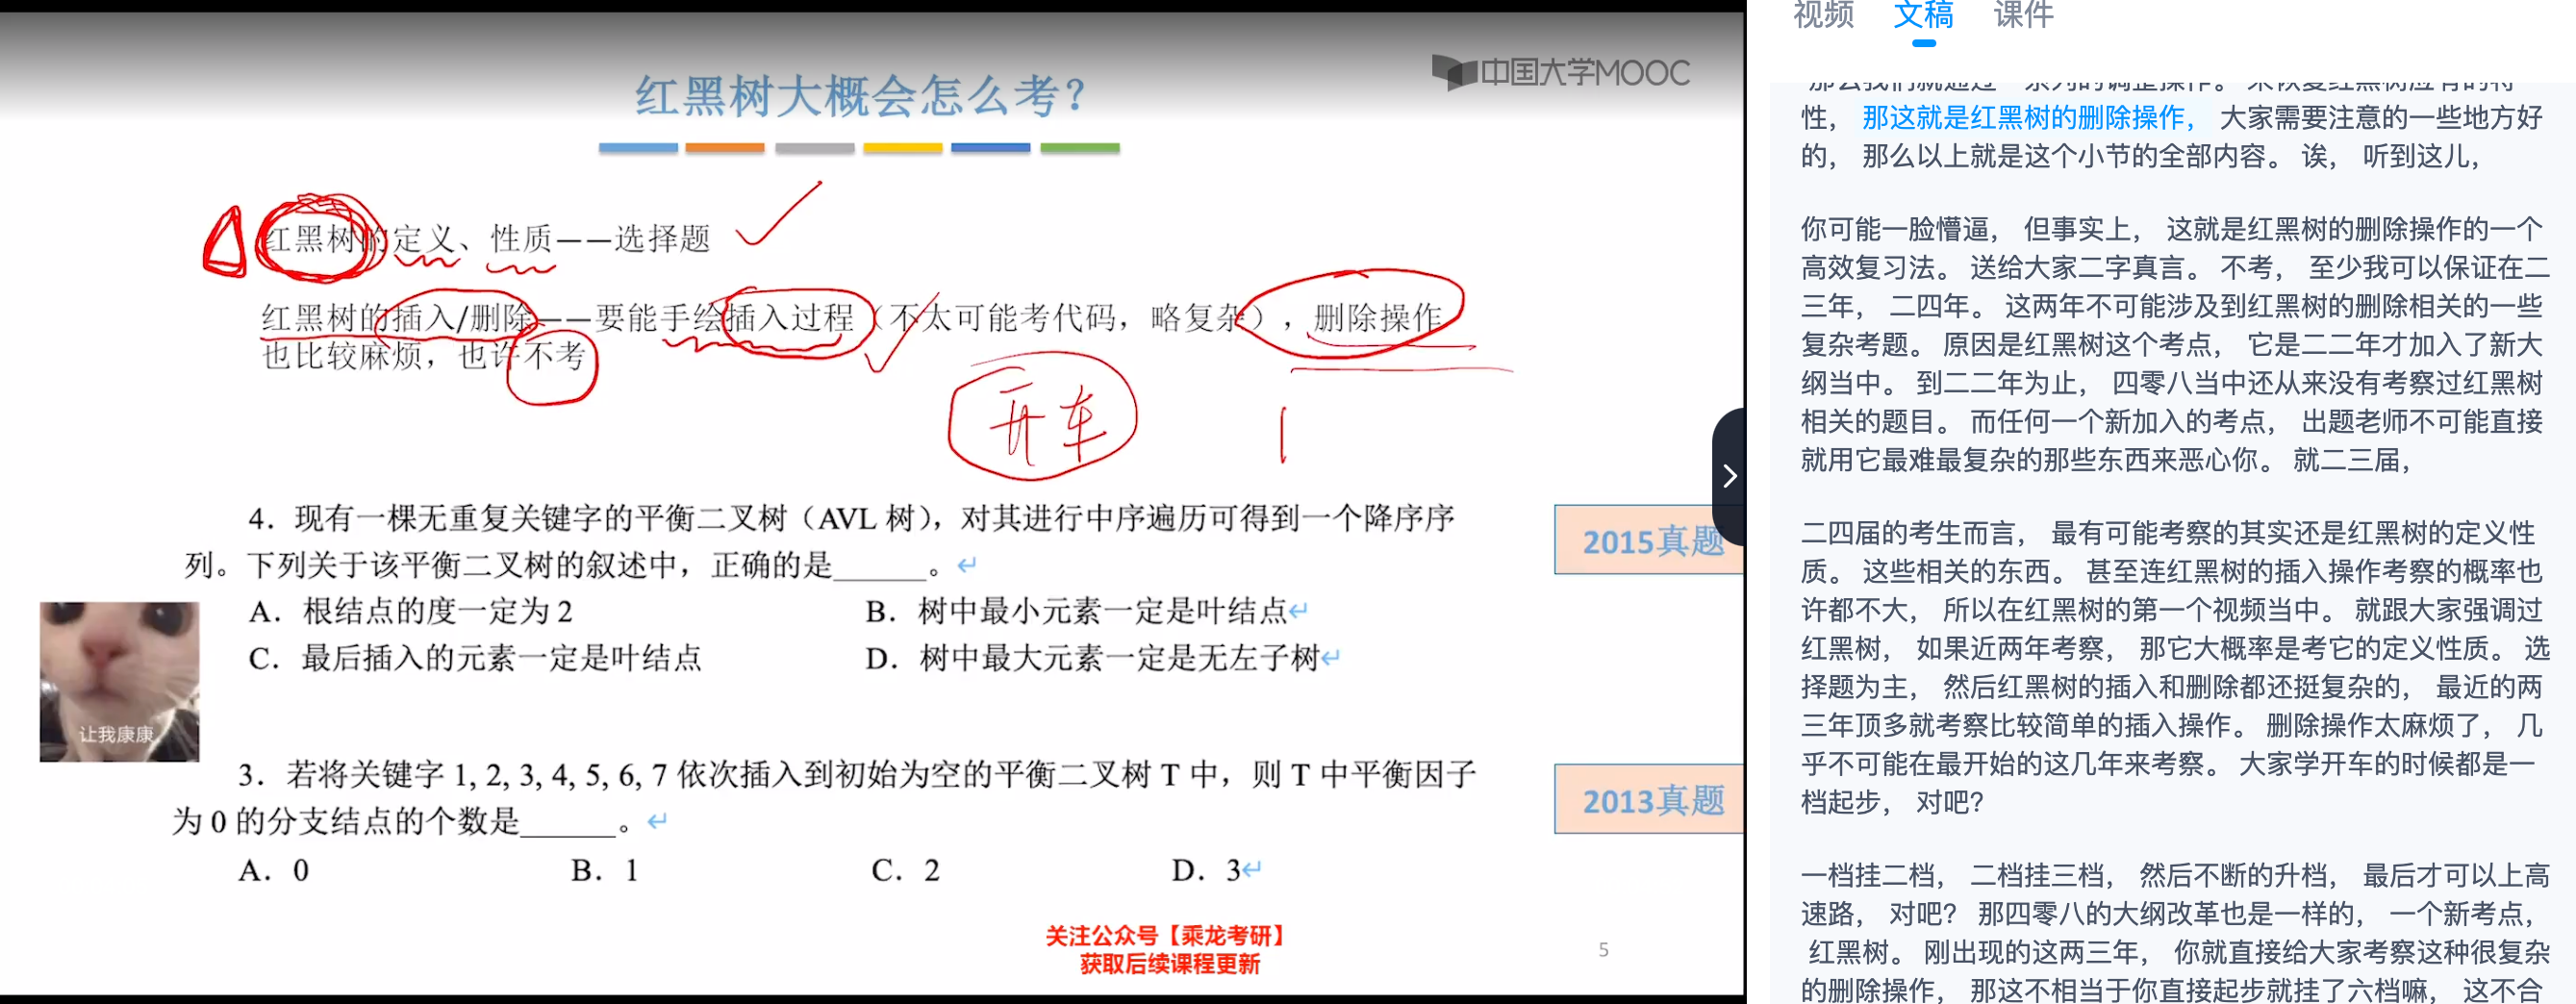 中国大学MOOC
红黑树大概会怎么考？
红黑树的定义、性质——选择题
红黑树的插入/删除——要能手绘插入过程（不太可能考代码，略复杂），删除操作
也比较麻烦，也许不考
开车
4．现有一棵无重复关键字的平衡二叉树（AVL 树），对其进行中序遍历可得到一个降序序
列。下列关于该平衡二叉树的叙述中，正确的是______。↵
2015真题
A．根结点的度一定为 2
B．树中最小元素一定是叶结点↵
C．最后插入的元素一定是叶结点
D．树中最大元素一定是无左子树↵
让我康康
3．若将关键字 1, 2, 3, 4, 5, 6, 7 依次插入到初始为空的平衡二叉树 T 中，则 T 中平衡因子
为 0 的分支结点的个数是______。↵
2013真题
A．0
B．1
C．2
D．3↵
关注公众号【乘龙考研】
获取后续课程更新
5
视频 文稿 课件
那么我们就通过一系列的调整操作。 来恢复红黑树应有的特
性， 那这就是红黑树的删除操作， 大家需要注意的一些地方好
的， 那么以上就是这个小节的全部内容。 诶， 听到这儿，
你可能一脸懵逼， 但事实上， 这就是红黑树的删除操作的一个
高效复习法。 送给大家二字真言。 不考， 至少我可以保证在二
三年， 二四年。 这两年不可能涉及到红黑树的删除相关的一些
复杂考题。 原因是红黑树这个考点， 它是二二年才加入了新大
纲当中。 到二二年为止， 四零八当中还从来没有考察过红黑树
相关的题目。 而任何一个新加入的考点， 出题老师不可能直接
就用它最难最复杂的那些东西来恶心你。 就二三届，
二四届的考生而言， 最有可能考察的其实还是红黑树的定义性
质。 这些相关的东西。 甚至连红黑树的插入操作考察的概率也
许都不大， 所以在红黑树的第一个视频当中。 就跟大家强调过
红黑树， 如果近两年考察， 那它大概率是考它的定义性质。 选
择题为主， 然后红黑树的插入和删除都还挺复杂的， 最近的两
三年顶多就考察比较简单的插入操作。 删除操作太麻烦了， 几
乎不可能在最开始的这几年来考察。 大家学开车的时候都是一
档起步， 对吧？
一档挂二档， 二档挂三档， 然后不断的升档， 最后才可以上高
速路， 对吧？ 那四零八的大纲改革也是一样的， 一个新考点，
红黑树。 刚出现的这两三年， 你就直接给大家考察这种很复杂
的删除操作， 那这不相当于你直接起步就挂了六档嘛， 这不合